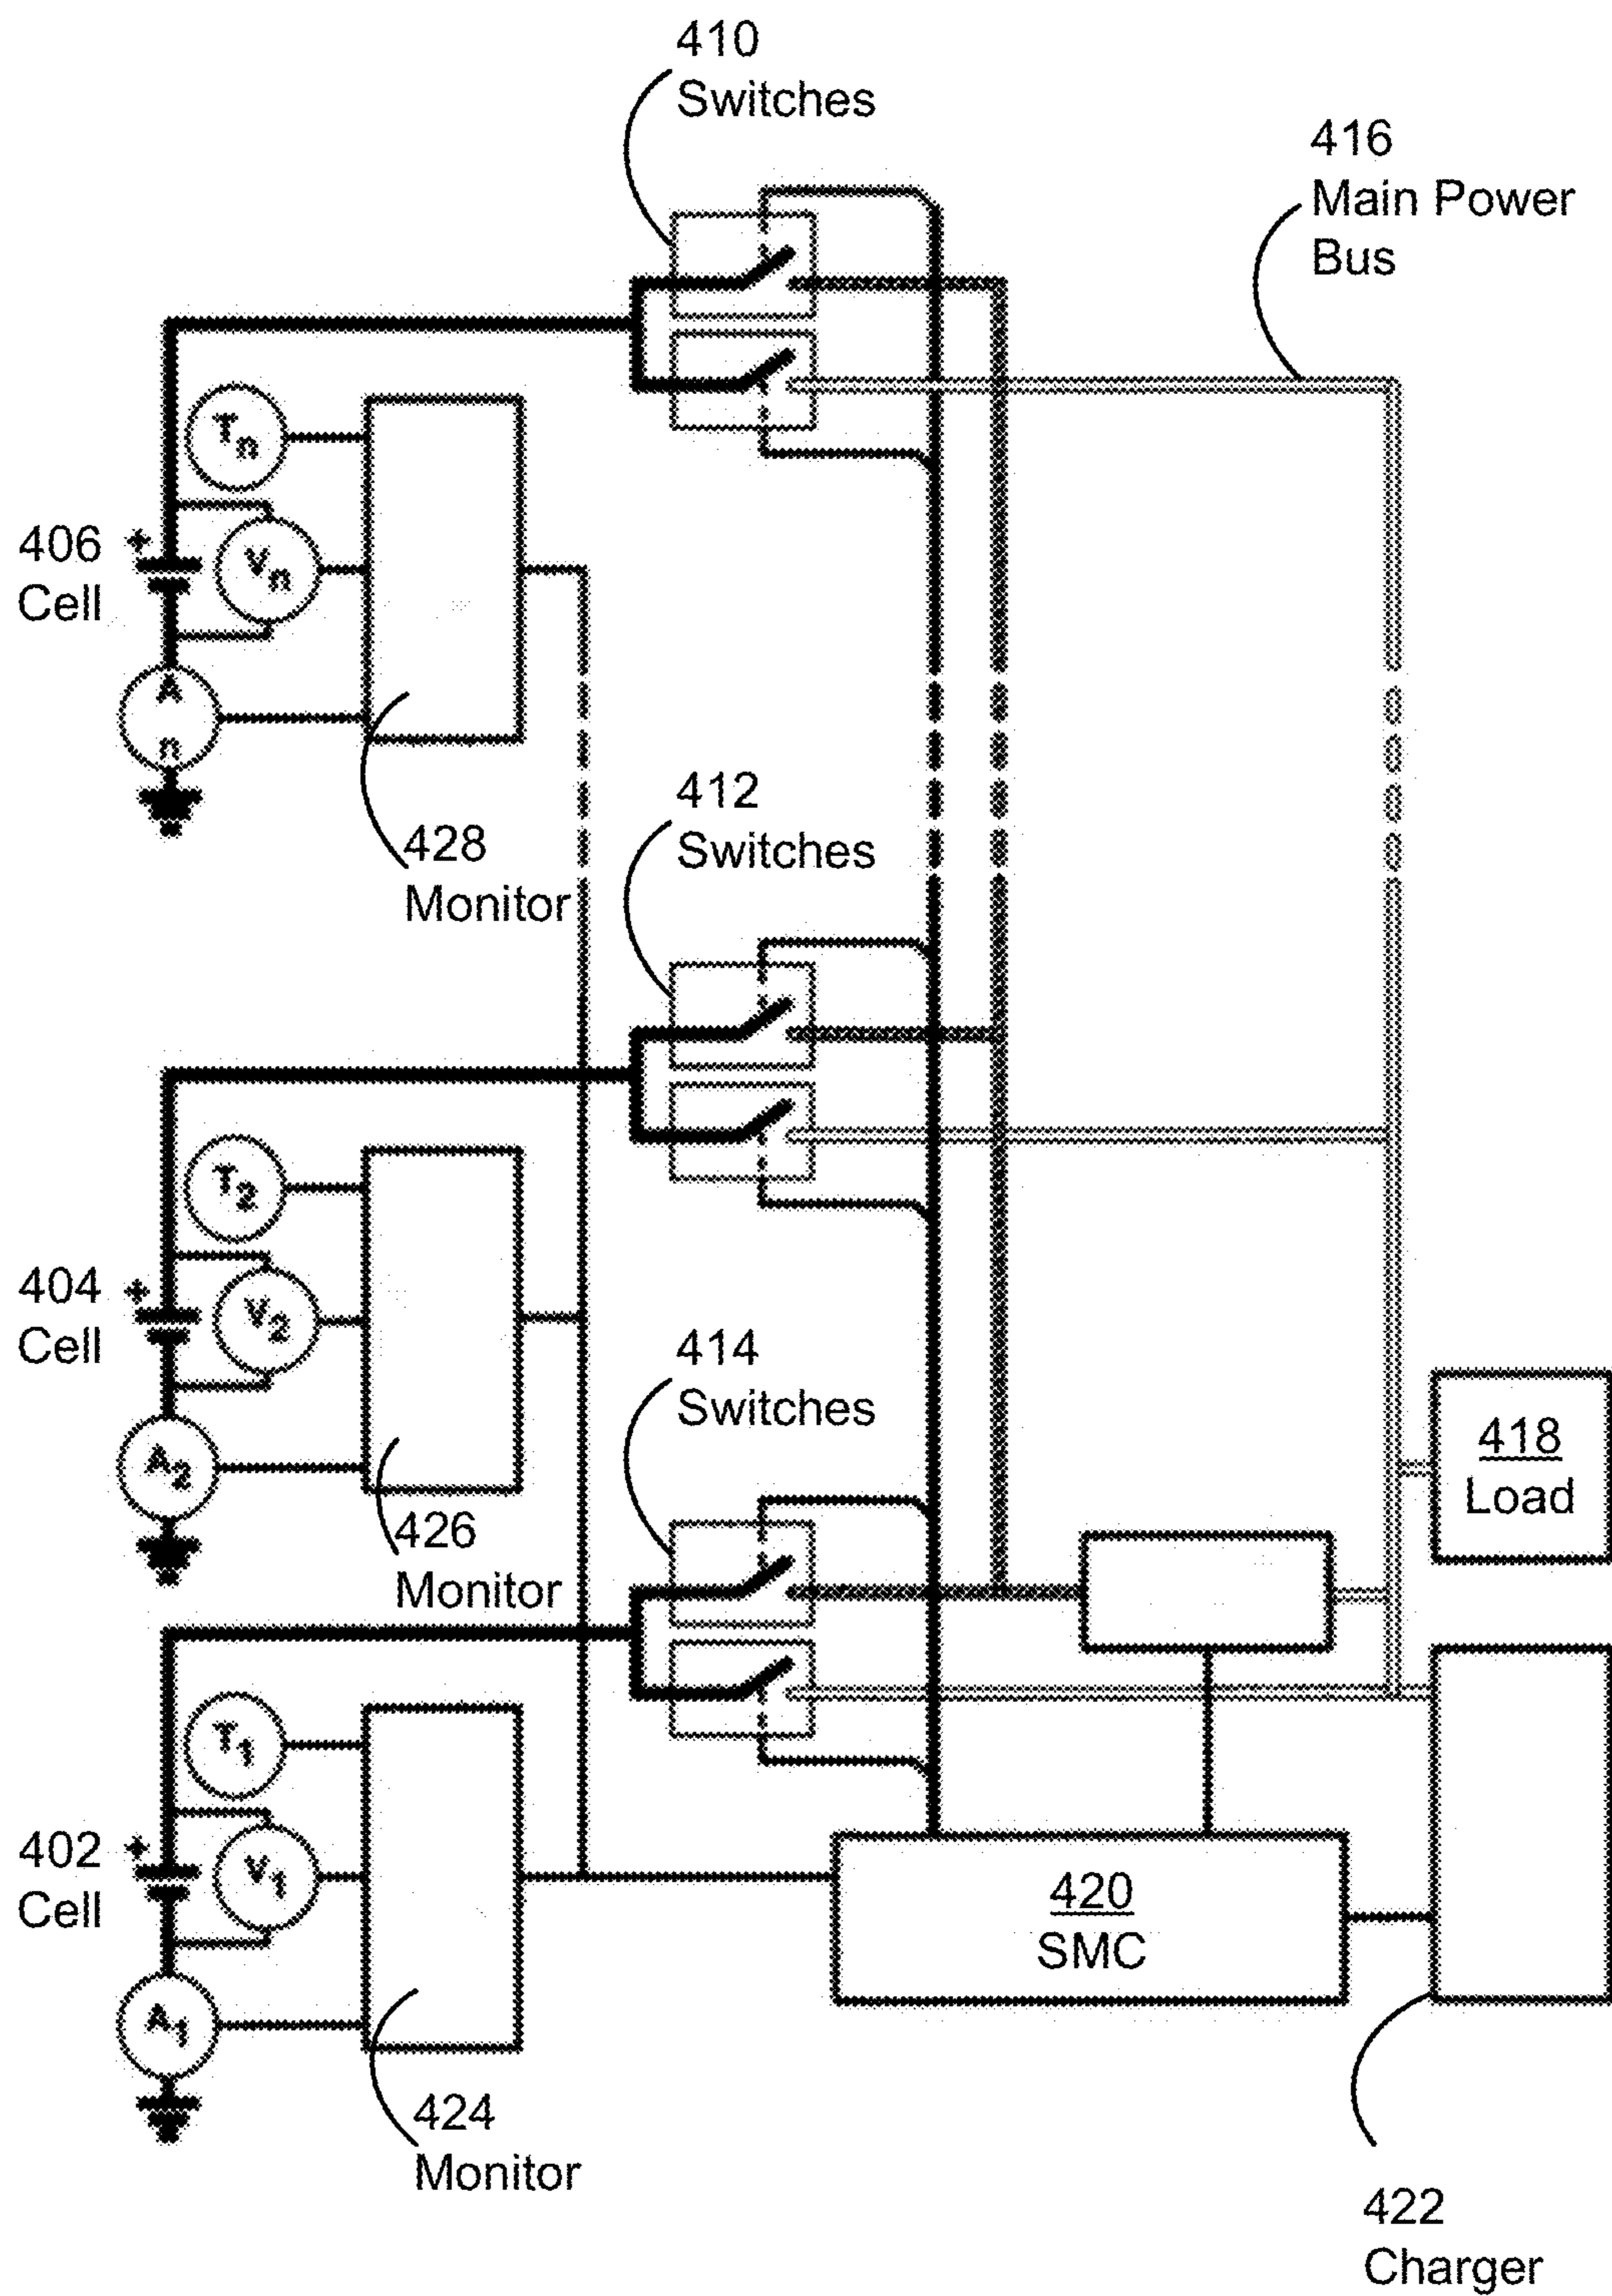 410
Switches
416
Main Power
Bus
Tn
406
Cell
+
Vn
A
n
428
Monitor
412
Switches
T2
404
Cell
+
V2
A2
426
Monitor
414
Switches
418
Load
T1
402
Cell
+
V1
A1
420
SMC
424
Monitor
422
Charger